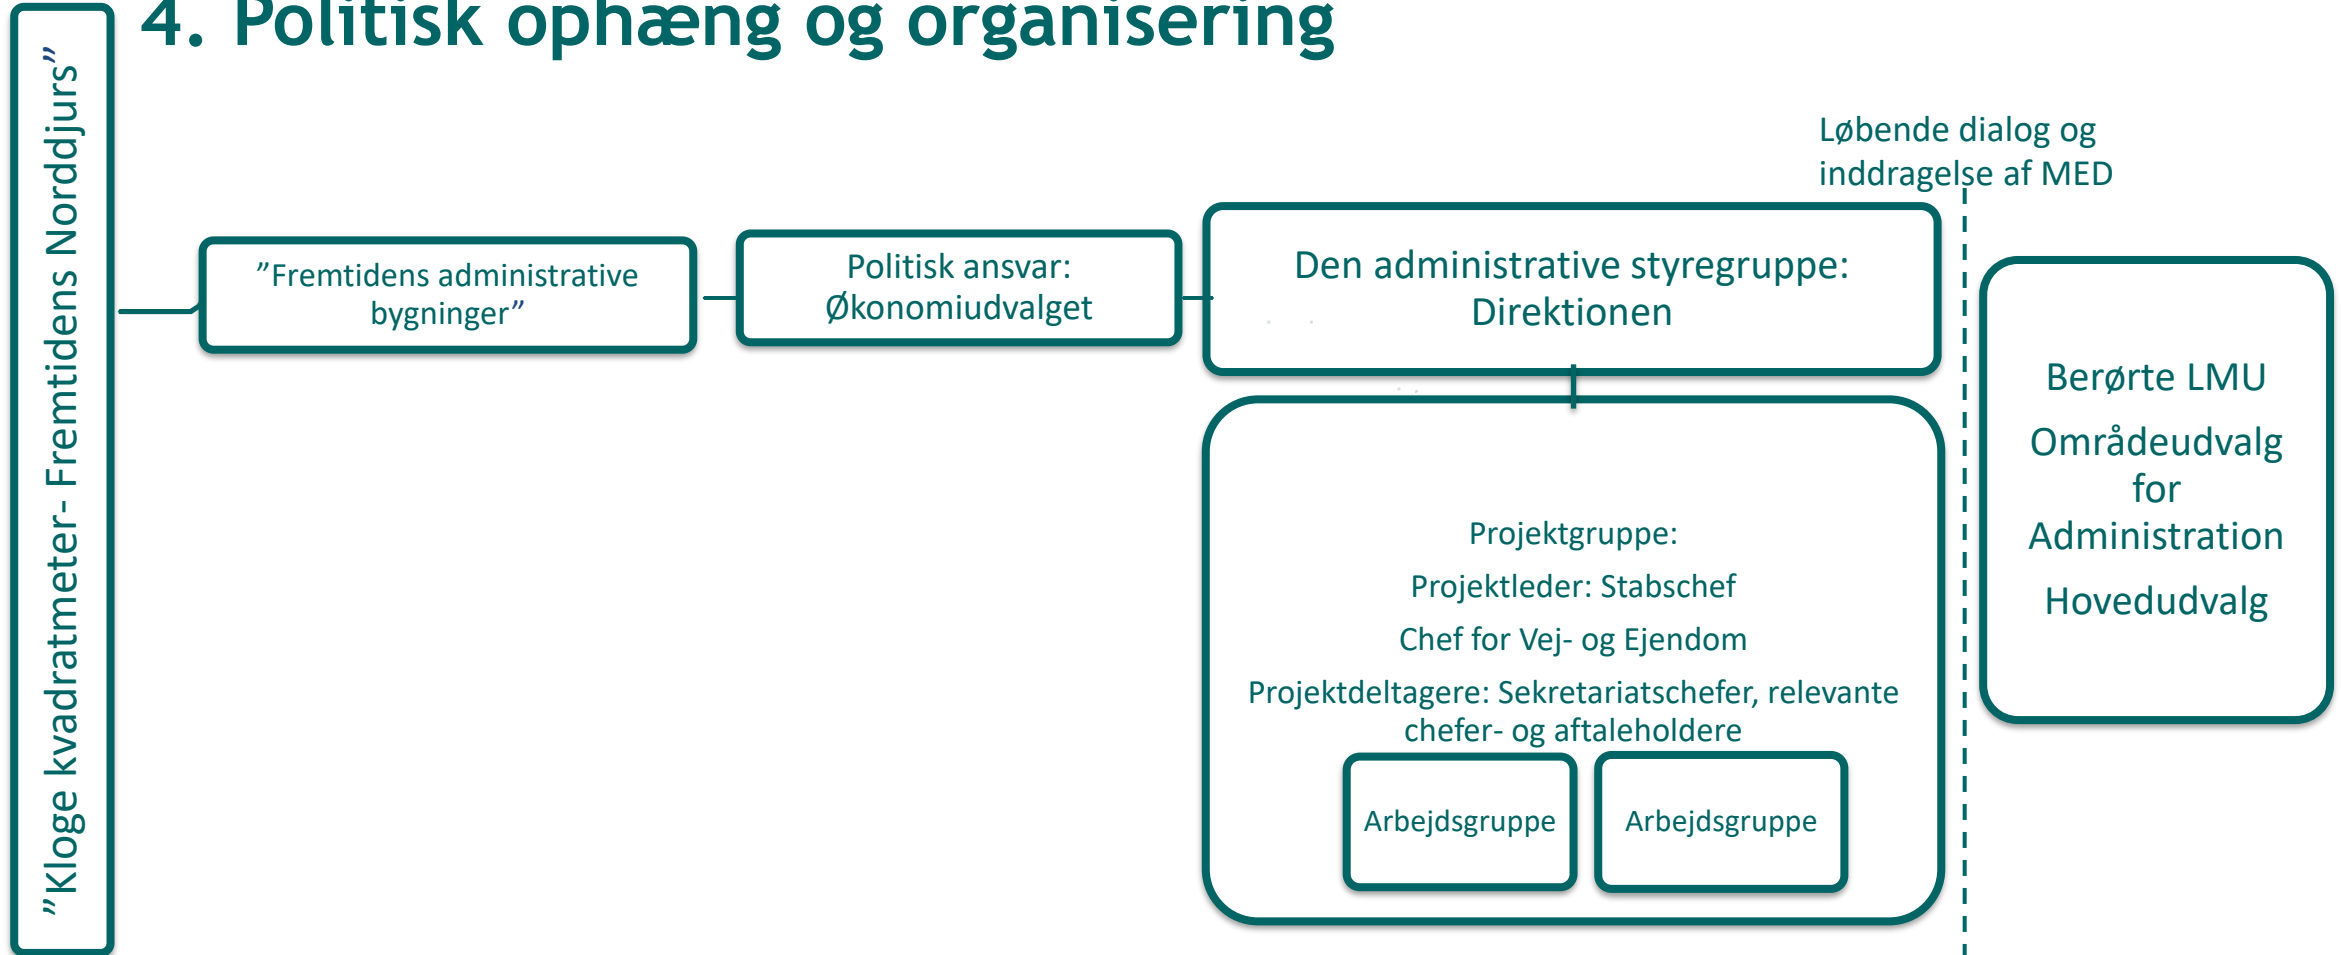 4. Politisk ophæng og organisering
”Kloge kvadratmeter- Fremtidens Norddjurs”
”Fremtidens administrative
bygninger”
Politisk ansvar:
Økonomiudvalget
Den administrative styregruppe:
Direktionen
Projektgruppe:
Projektleder: Stabschef
Chef for Vej- og Ejendom
Projektdeltagere: Sekretariatschefer, relevante
chefer- og aftaleholdere
Arbejdsgruppe
Arbejdsgruppe
Løbende dialog og
inddragelse af MED
Berørte LMU
Områdeudvalg
for
Administration
Hovedudvalg